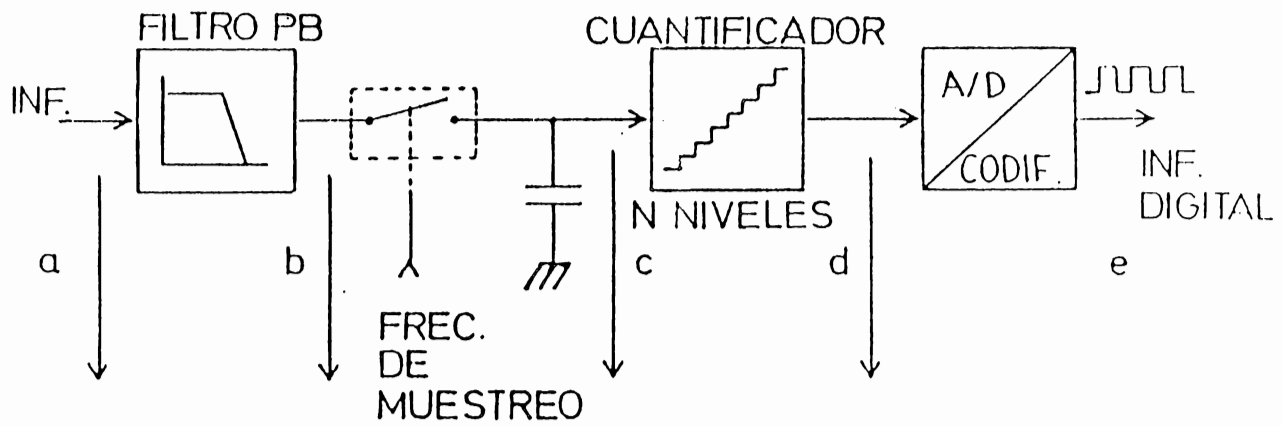 FILTRO PB
CUANTIFICADOR
INF.
A/D
CODIF.
N NIVELES
INF.
DIGITAL
a
b
c
d
e
FREC.
DE
MUESTREO